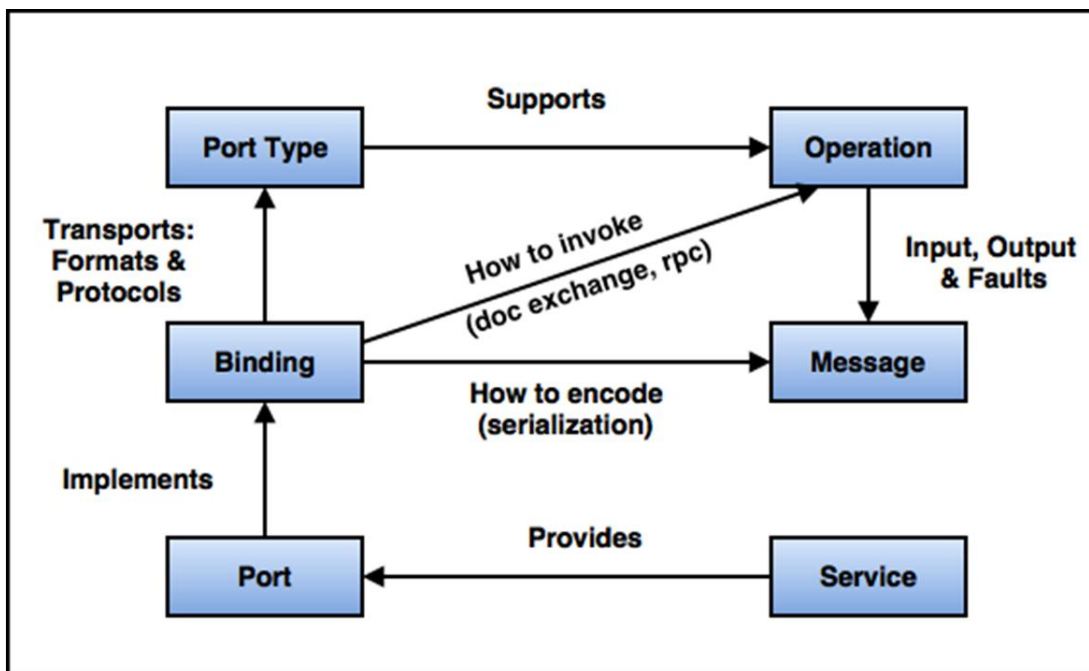 Supports
Port Type
Operation
Transports:
Formats &
Protocols
How to invoke
(doc exchange, rpc)
Input, Output
& Faults
Binding
Message
How to encode
(serialization)
Implements
Provides
Port
Service